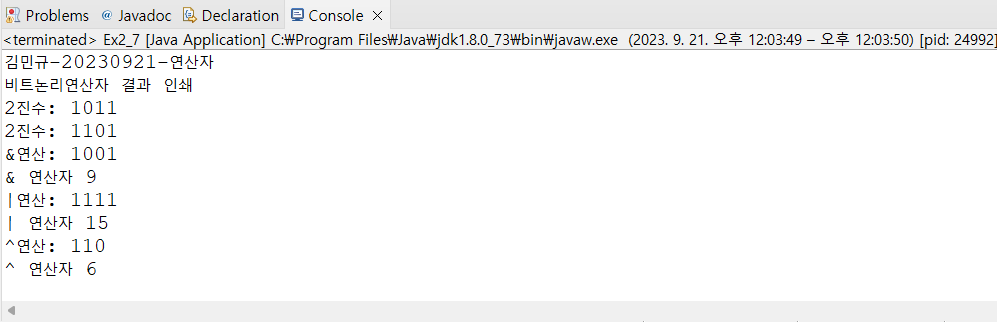 Problems @ Javadoc Declaration Console
<terminated> Ex2_7 [Java Application] C:₩Program Files₩Java₩jdk1.8.0_73₩bin₩javaw.exe (2023. 9. 21. 오후 12:03:49 – 오후 12:03:50) [pid: 24992]
김민규-20230921-연산자
비트논리연산자 결과 인쇄
2진수: 1011
2진수: 1101
&연산: 1001
& 연산자 9
|연산: 1111
| 연산자 15
^연산: 110
^ 연산자 6